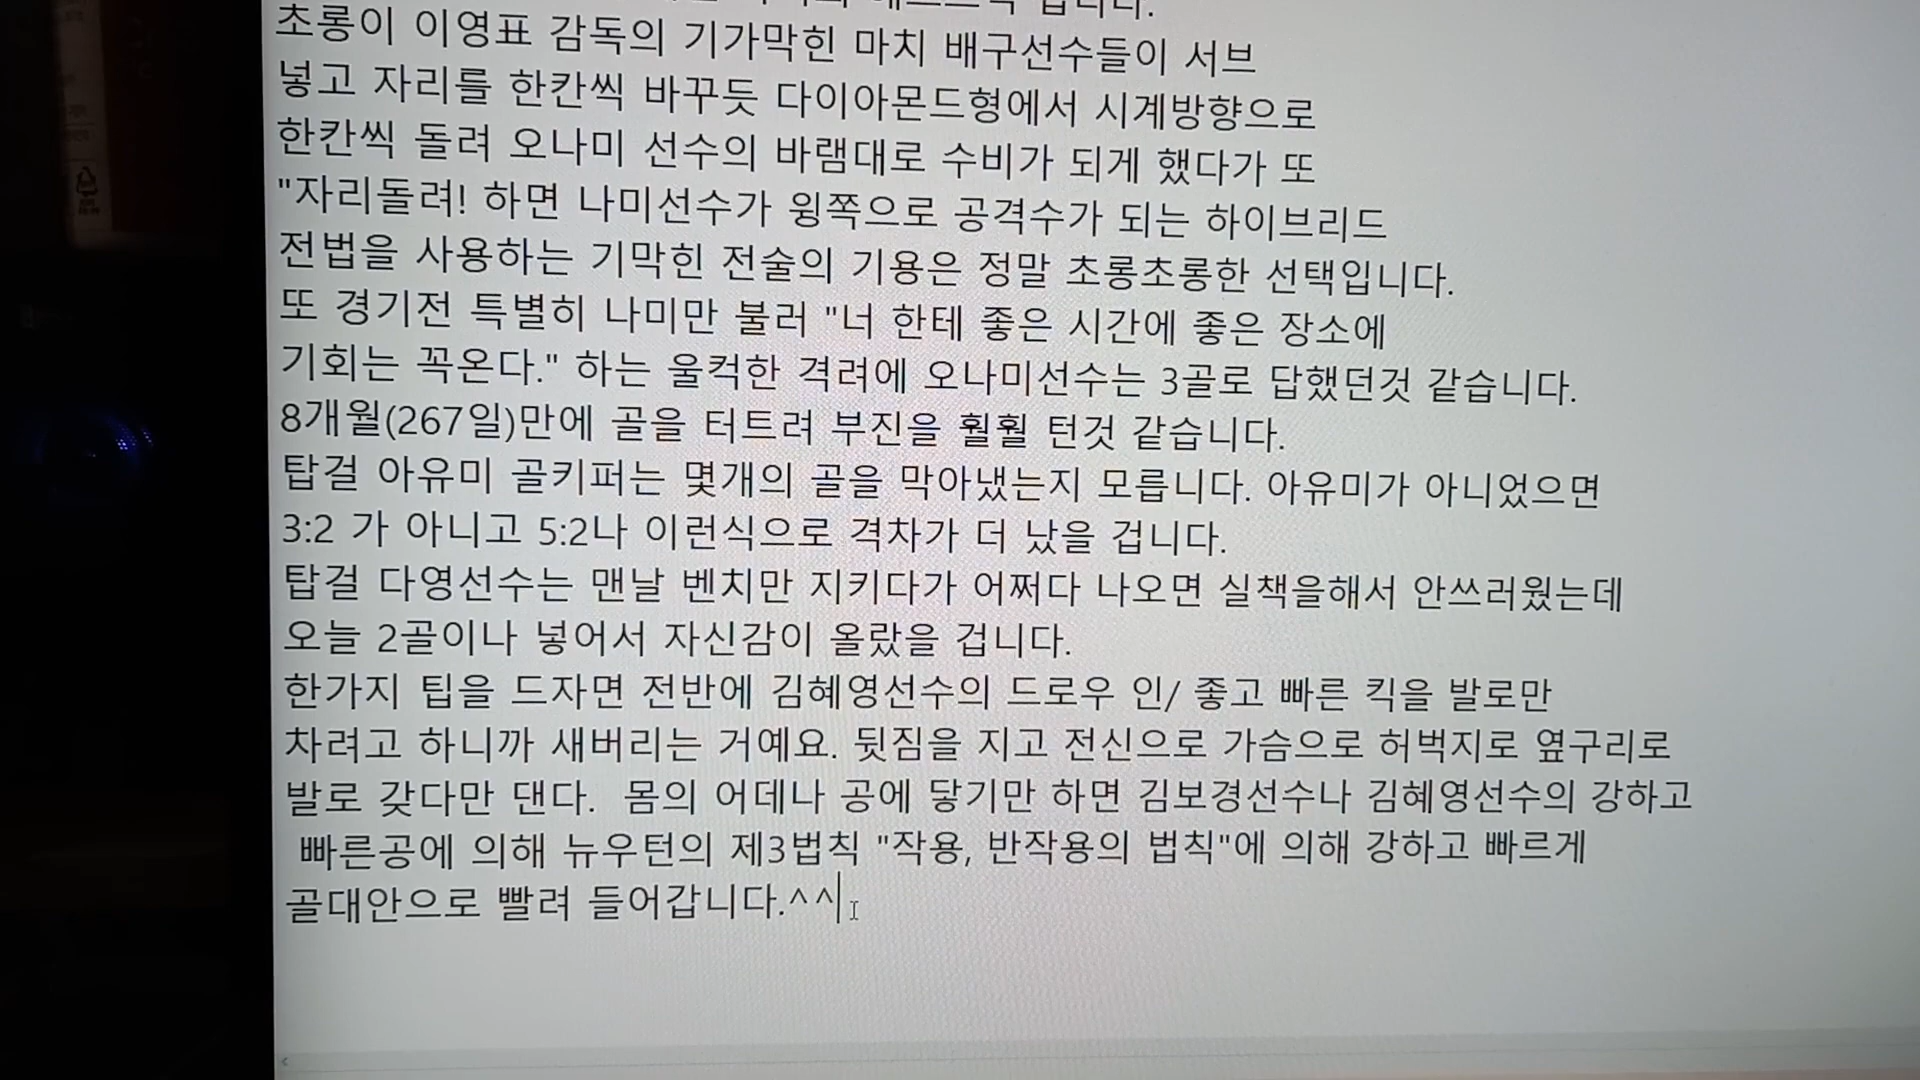 초롱이 이영표 감독의 기가막힌 마치 배구선수들이 서브
넣고 자리를 한칸씩 바꾸듯 다이아몬드형에서 시계방향으로
한칸씩 돌려 오나미 선수의 바램대로 수비가 되게 했다가 또
"자리돌려! 하면 나미선수가 윙쪽으로 공격수가 되는 하이브리드
전법을 사용하는 기막힌 전술의 기용은 정말 초롱초롱한 선택입니다.
또 경기전 특별히 나미만 불러 "너 한테 좋은 시간에 좋은 장소에
기회는 꼭온다." 하는 울컥한 격려에 오나미선수는 3골로 답했던것 같습니다.
8개월(267일)만에 골을 터트려 부진을 훨훨 턴것 같습니다.
탑걸 아유미 골키퍼는 몇개의 골을 막아냈는지 모릅니다. 아유미가 아니었으면
3:2 가 아니고 5:2나 이런식으로 격차가 더 났을 겁니다.
탑걸 다영선수는 맨날 벤치만 지키다가 어쩌다 나오면 실책을해서 안쓰러웠는데
오늘 2골이나 넣어서 자신감이 올랐을 겁니다.
한가지 팁을 드자면 전반에 김혜영선수의 드로우 인/ 좋고 빠른 킥을 발로만
차려고 하니까 새버리는 거예요. 뒷짐을 지고 전신으로 가슴으로 허벅지로 옆구리로
발로 갖다만 댄다.  몸의 어데나 공에 닿기만 하면 김보경선수나 김혜영선수의 강하고
빠른공에 의해 뉴우턴의 제3법칙 "작용, 반작용의 법칙"에 의해 강하고 빠르게
골대안으로 빨려 들어갑니다.^^